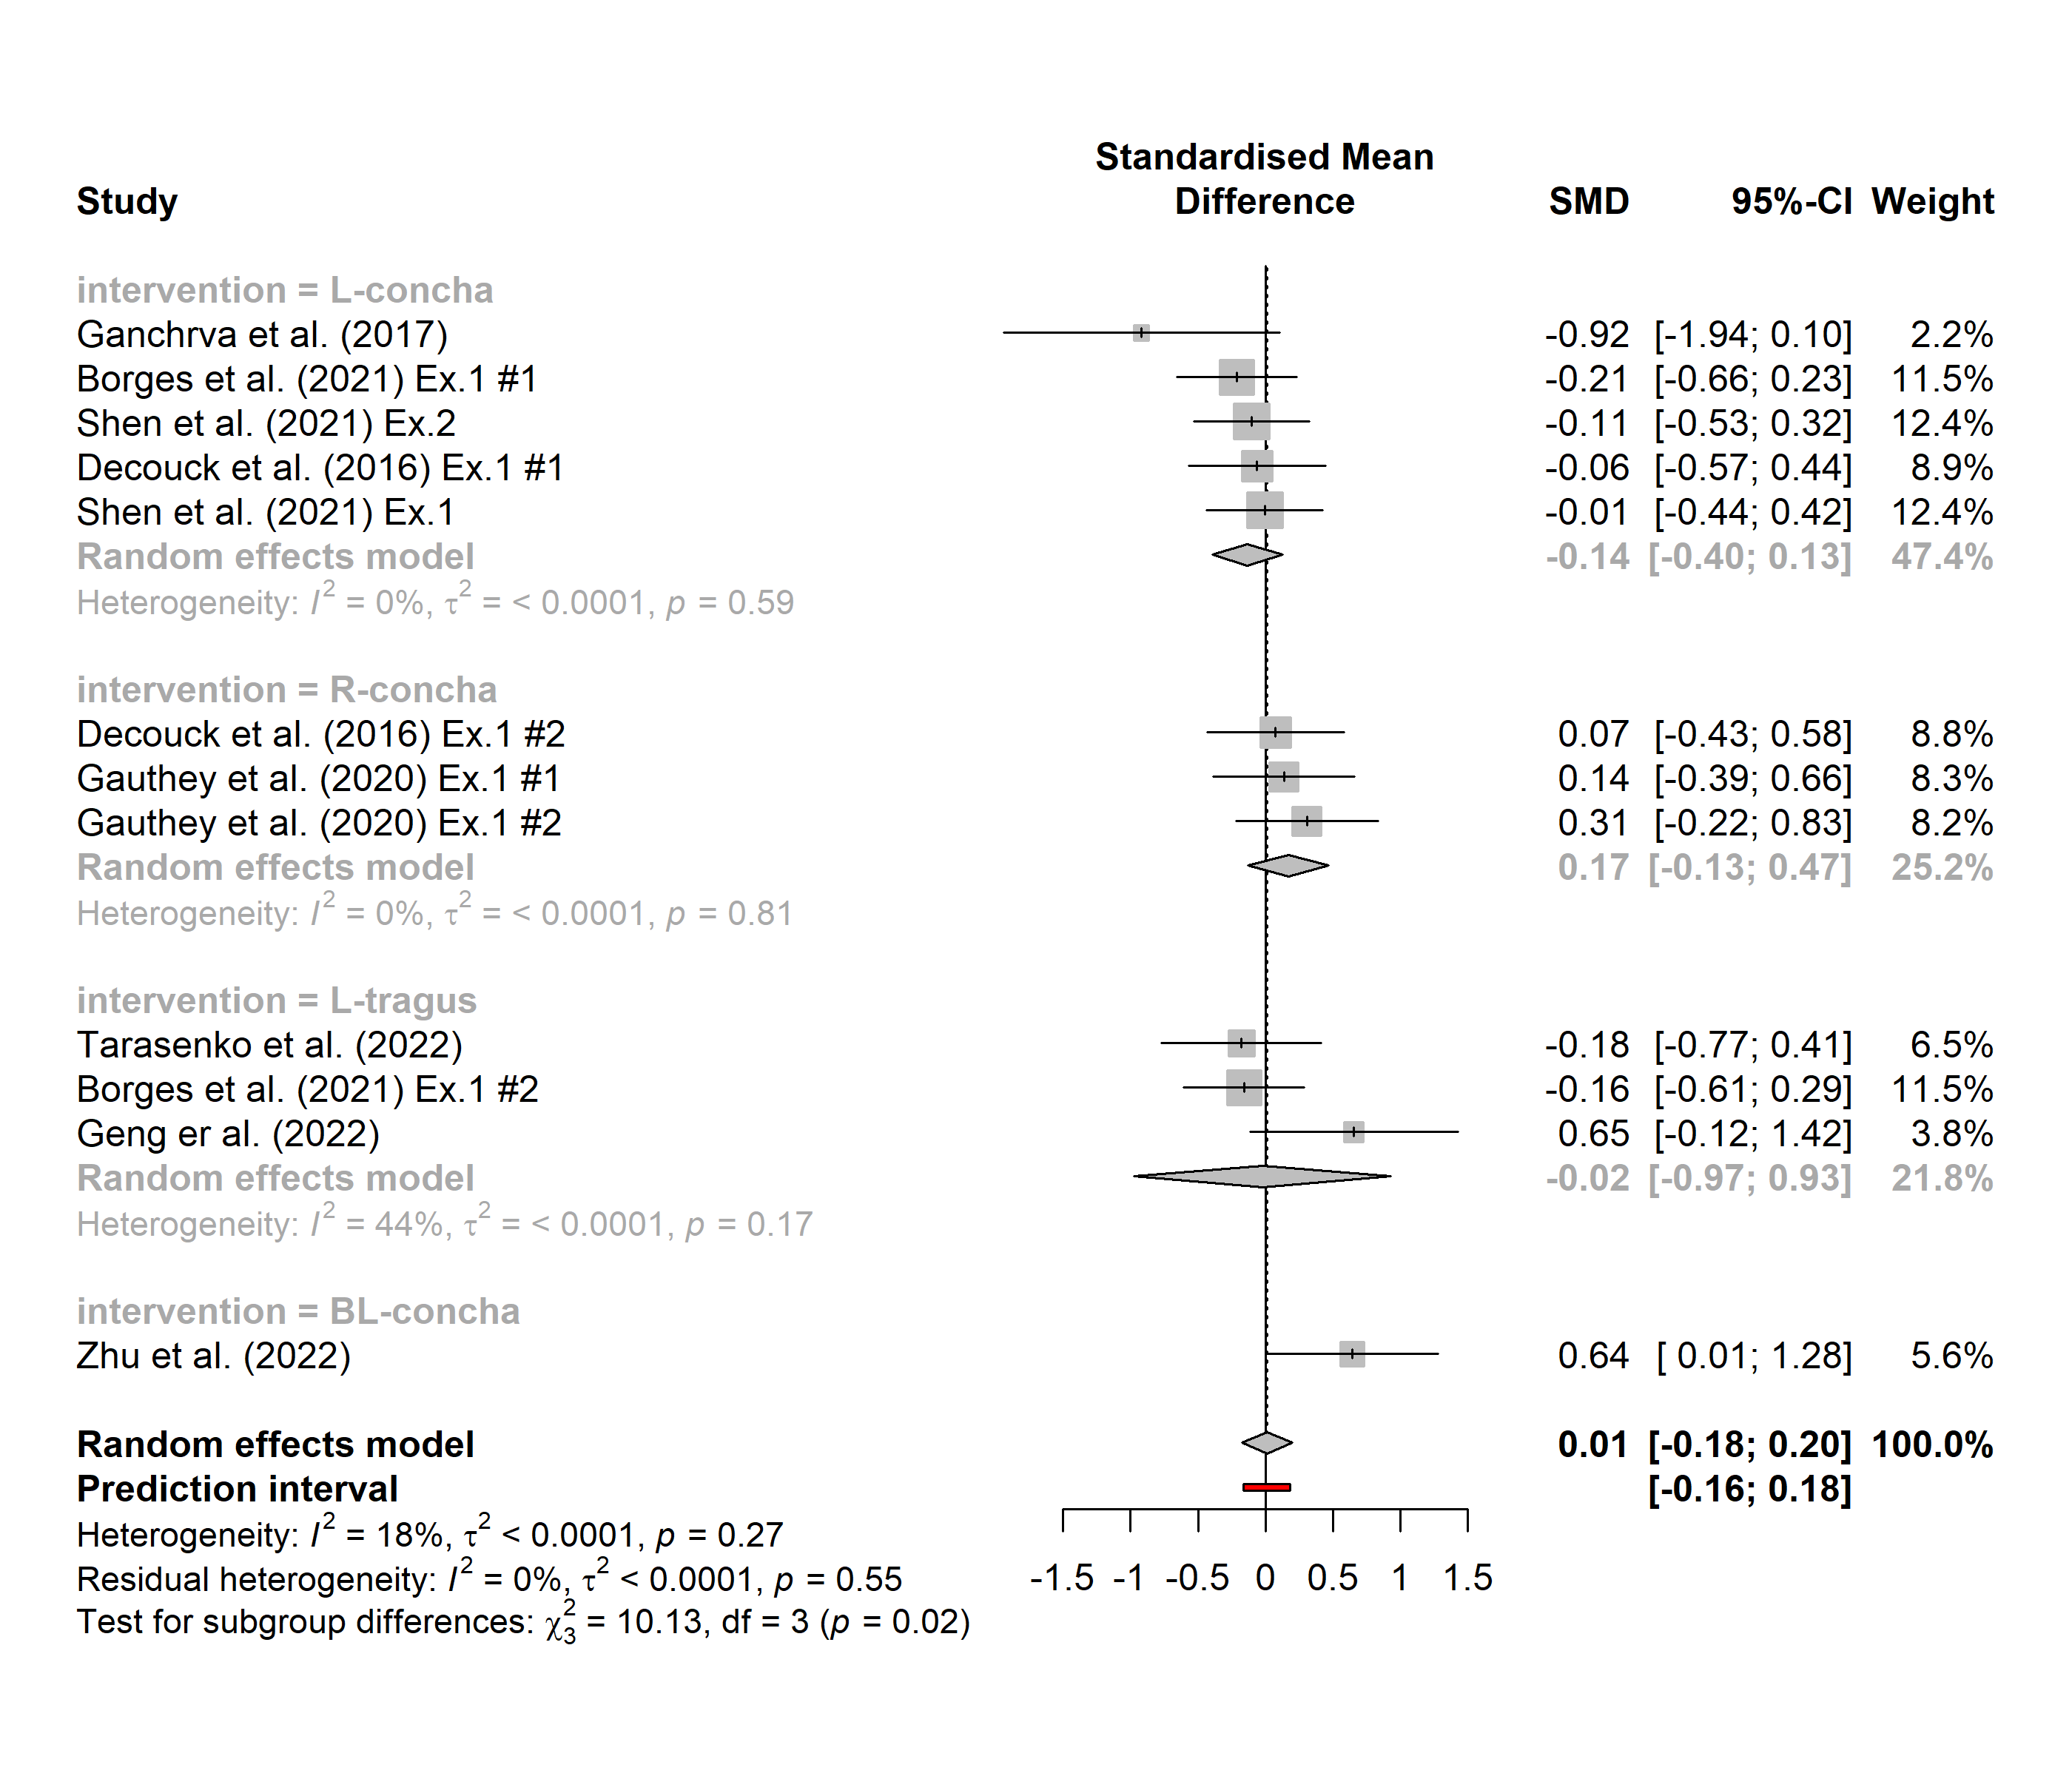 Standardised Mean
Study Difference SMD 95%-CI Weight
intervention = L-concha
Ganchrva et al. (2017) -0.92 [-1.94; 0.10] 2.2%
Borges et al. (2021) Ex.1 #1 -0.21 [-0.66; 0.23] 11.5%
Shen et al. (2021) Ex.2 -0.11 [-0.53; 0.32] 12.4%
Decouck et al. (2016) Ex.1 #1 -0.06 [-0.57; 0.44] 8.9%
Shen et al. (2021) Ex.1 -0.01 [-0.44; 0.42] 12.4%
Random effects model -0.14 [-0.40; 0.13] 47.4%
Heterogeneity: I² = 0%, τ² = < 0.0001, p = 0.59
intervention = R-concha
Decouck et al. (2016) Ex.1 #2 0.07 [-0.43; 0.58] 8.8%
Gauthey et al. (2020) Ex.1 #1 0.14 [-0.39; 0.66] 8.3%
Gauthey et al. (2020) Ex.1 #2 0.31 [-0.22; 0.83] 8.2%
Random effects model 0.17 [-0.13; 0.47] 25.2%
Heterogeneity: I² = 0%, τ² = < 0.0001, p = 0.81
intervention = L-tragus
Tarasenko et al. (2022) -0.18 [-0.77; 0.41] 6.5%
Borges et al. (2021) Ex.1 #2 -0.16 [-0.61; 0.29] 11.5%
Geng er al. (2022) 0.65 [-0.12; 1.42] 3.8%
Random effects model -0.02 [-0.97; 0.93] 21.8%
Heterogeneity: I² = 44%, τ² = < 0.0001, p = 0.17
intervention = BL-concha
Zhu et al. (2022) 0.64 [ 0.01; 1.28] 5.6%
Random effects model 0.01 [-0.18; 0.20] 100.0%
Prediction interval [-0.16; 0.18]
Heterogeneity: I² = 18%, τ² < 0.0001, p = 0.27
Residual heterogeneity: I² = 0%, τ² < 0.0001, p = 0.55
-1.5 -1 -0.5 0 0.5 1 1.5
Test for subgroup differences: χ²₃ = 10.13, df = 3 (p = 0.02)